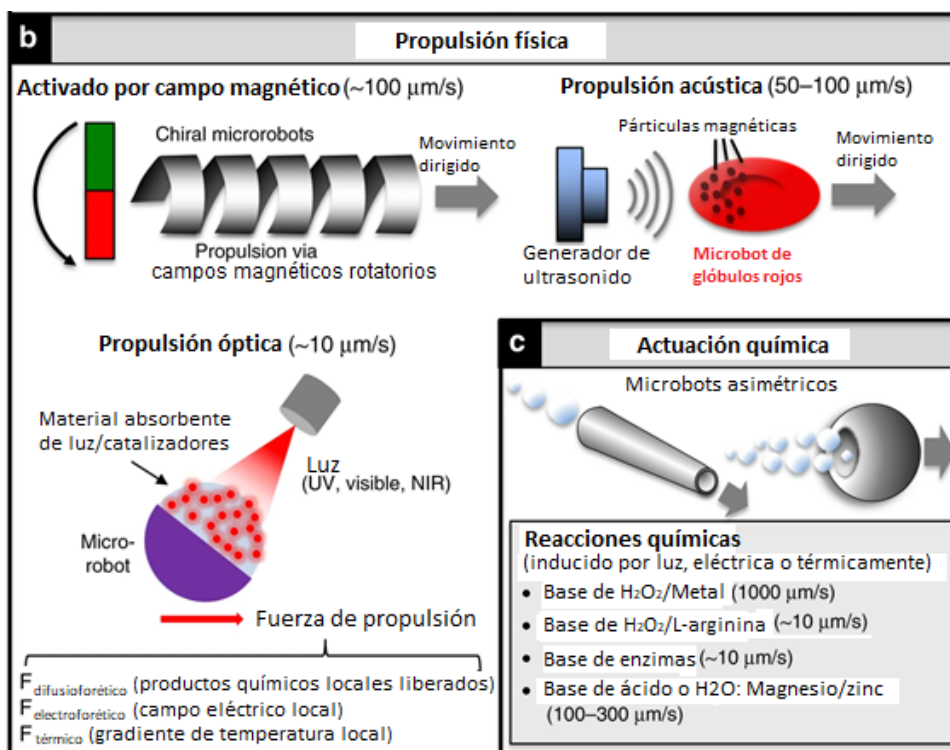 b
Propulsión física
Activado por campo magnético (~100 μm/s)
Chiral microrobots
Movimiento
dirigido
Propulsion via
campos magnéticos rotatorios
Propulsión acústica (50–100 μm/s)
Párticulas magnéticas
Movimiento
dirigido
Generador de
ultrasonido
Microbot de
glóbulos rojos
Propulsión óptica (~10 μm/s)
Material absorbente
de luz/catalizadores
Luz
(UV, visible, NIR)
Micro-
robot
Fuerza de propulsión
F difusioforético (productos químicos locales liberados)
F electroforético (campo eléctrico local)
F térmico (gradiente de temperatura local)
c
Actuación química
Microbots asimétricos
Reacciones químicas
(inducido por luz, eléctrica o térmicamente)
• Base de H₂O₂/Metal (1000 μm/s)
• Base de H₂O₂/L-arginina (~10 μm/s)
• Base de enzimas (~10 μm/s)
• Base de ácido o H2O: Magnesio/zinc
(100–300 μm/s)